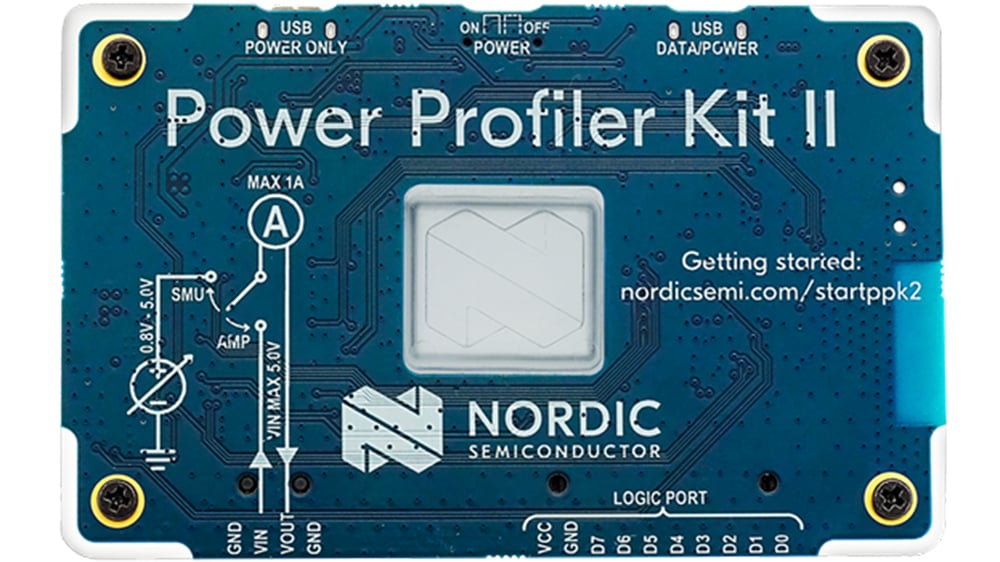 USB
POWER ONLY
ON OFF
POWER
USB
DATA/POWER
Power Profiler Kit II
MAX 1A
A
Getting started:
nordicsemi.com/startppk2
0.8V - 5.0V
SMU
AMP
VIN MAX 5.0V
NORDIC
SEMICONDUCTOR
GND
VIN
VOUT
GND
LOGIC PORT
VCC
GND
D7
D6
D5
D4
D3
D2
D1
D0